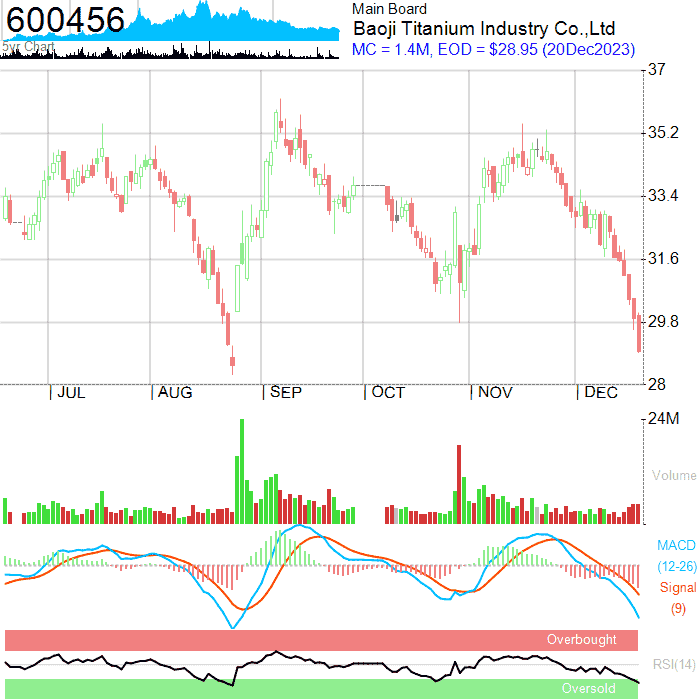 600456
5yr Chart
Main Board
Baoji Titanium Industry Co.,Ltd
MC = 1.4M, EOD = $28.95 (20Dec2023)
37
35.2
33.4
31.6
29.8
28
JUL
AUG
SEP
OCT
NOV
DEC
24M
Volume
MACD
(12-26)
Signal
(9)
Overbought
RSI(14)
Oversold